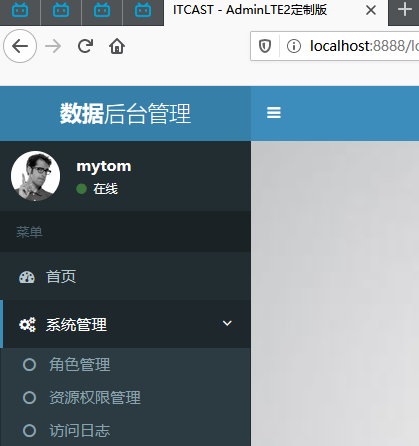 ITCAST - AdminLTE2定制版
localhost:8888/lo
数据后台管理
mytom
在线
菜单
首页
系统管理
角色管理
资源权限管理
访问日志